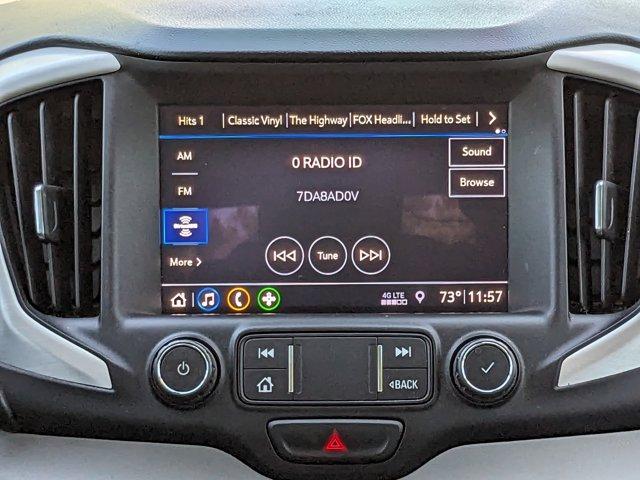 Hits 1 Classic Vinyl The Highway FOX Headli... Hold to Set
AM
0 RADIO ID
Sound
FM
7DA8AD0V
Browse
SiriusXM
More
Tune
4G LTE
73° 11:57
BACK